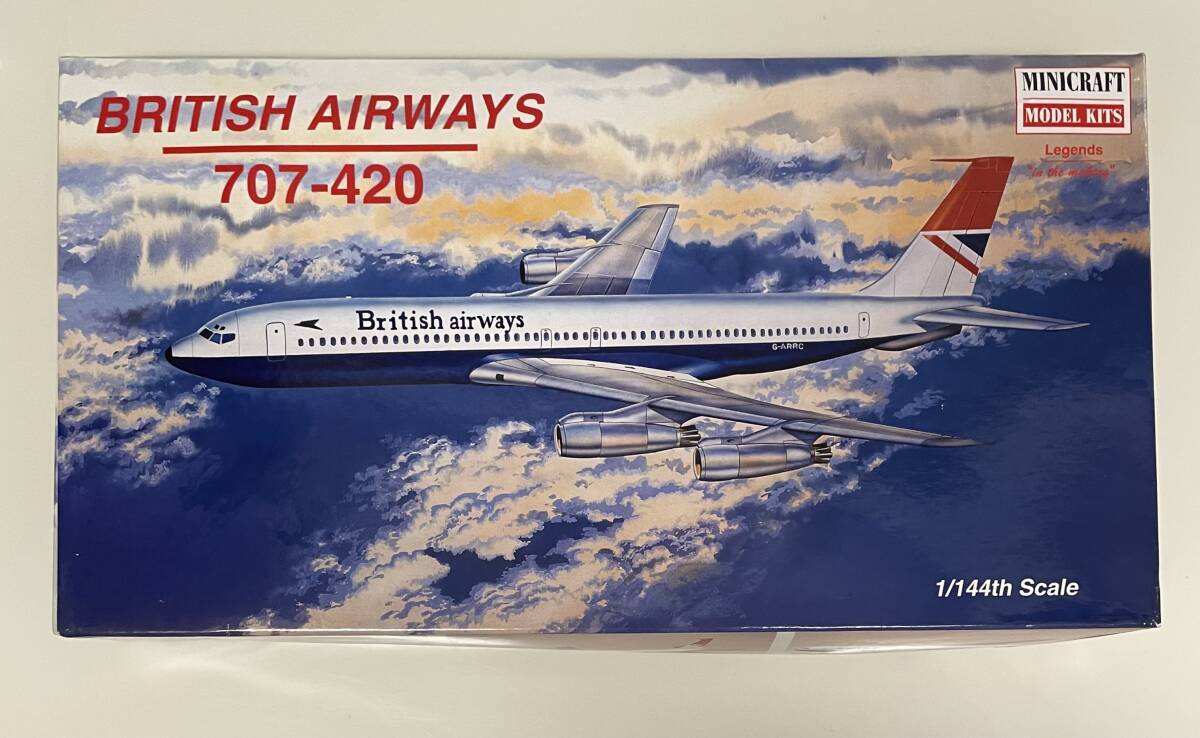 BRITISH AIRWAYS
707-420
MINICRAFT
MODEL KITS
Legends
"in the making"
British airways
G-ARRC
1/144th Scale